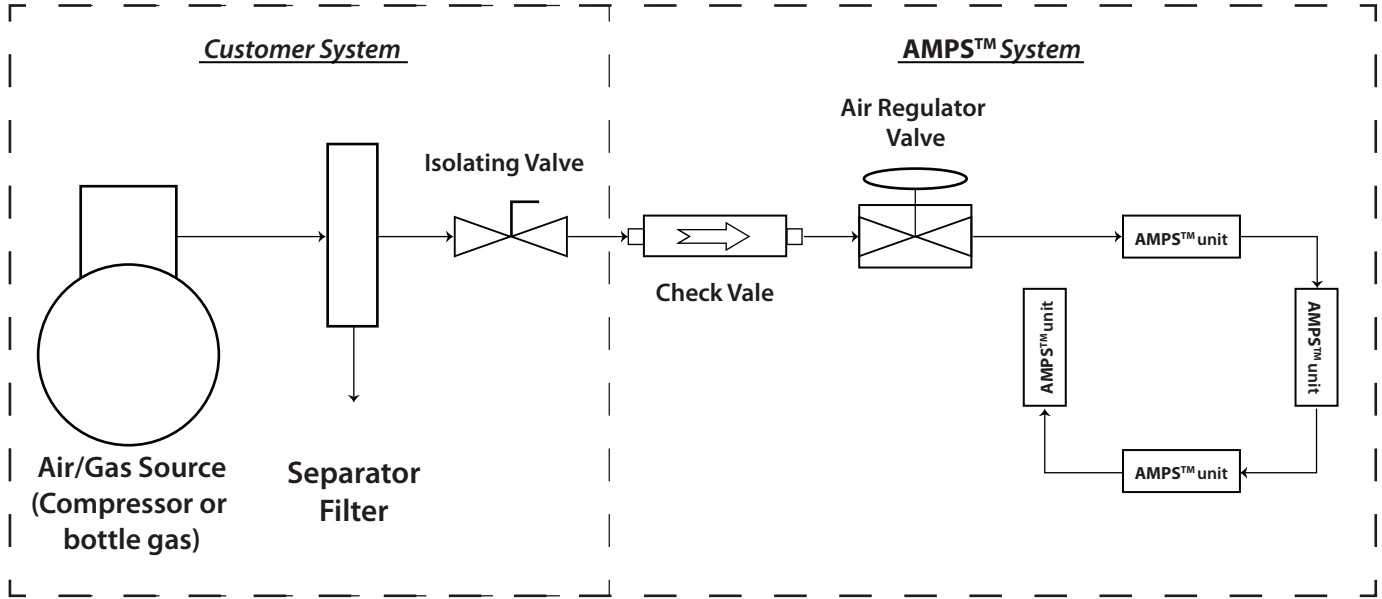 Customer System
AMPS™ System
Air Regulator
Valve
Isolating Valve
AMPS™ unit
Check Vale
AMPS™ unit
AMPS™ unit
AMPS™ unit
Air/Gas Source
(Compressor or
bottle gas)
Separator
Filter